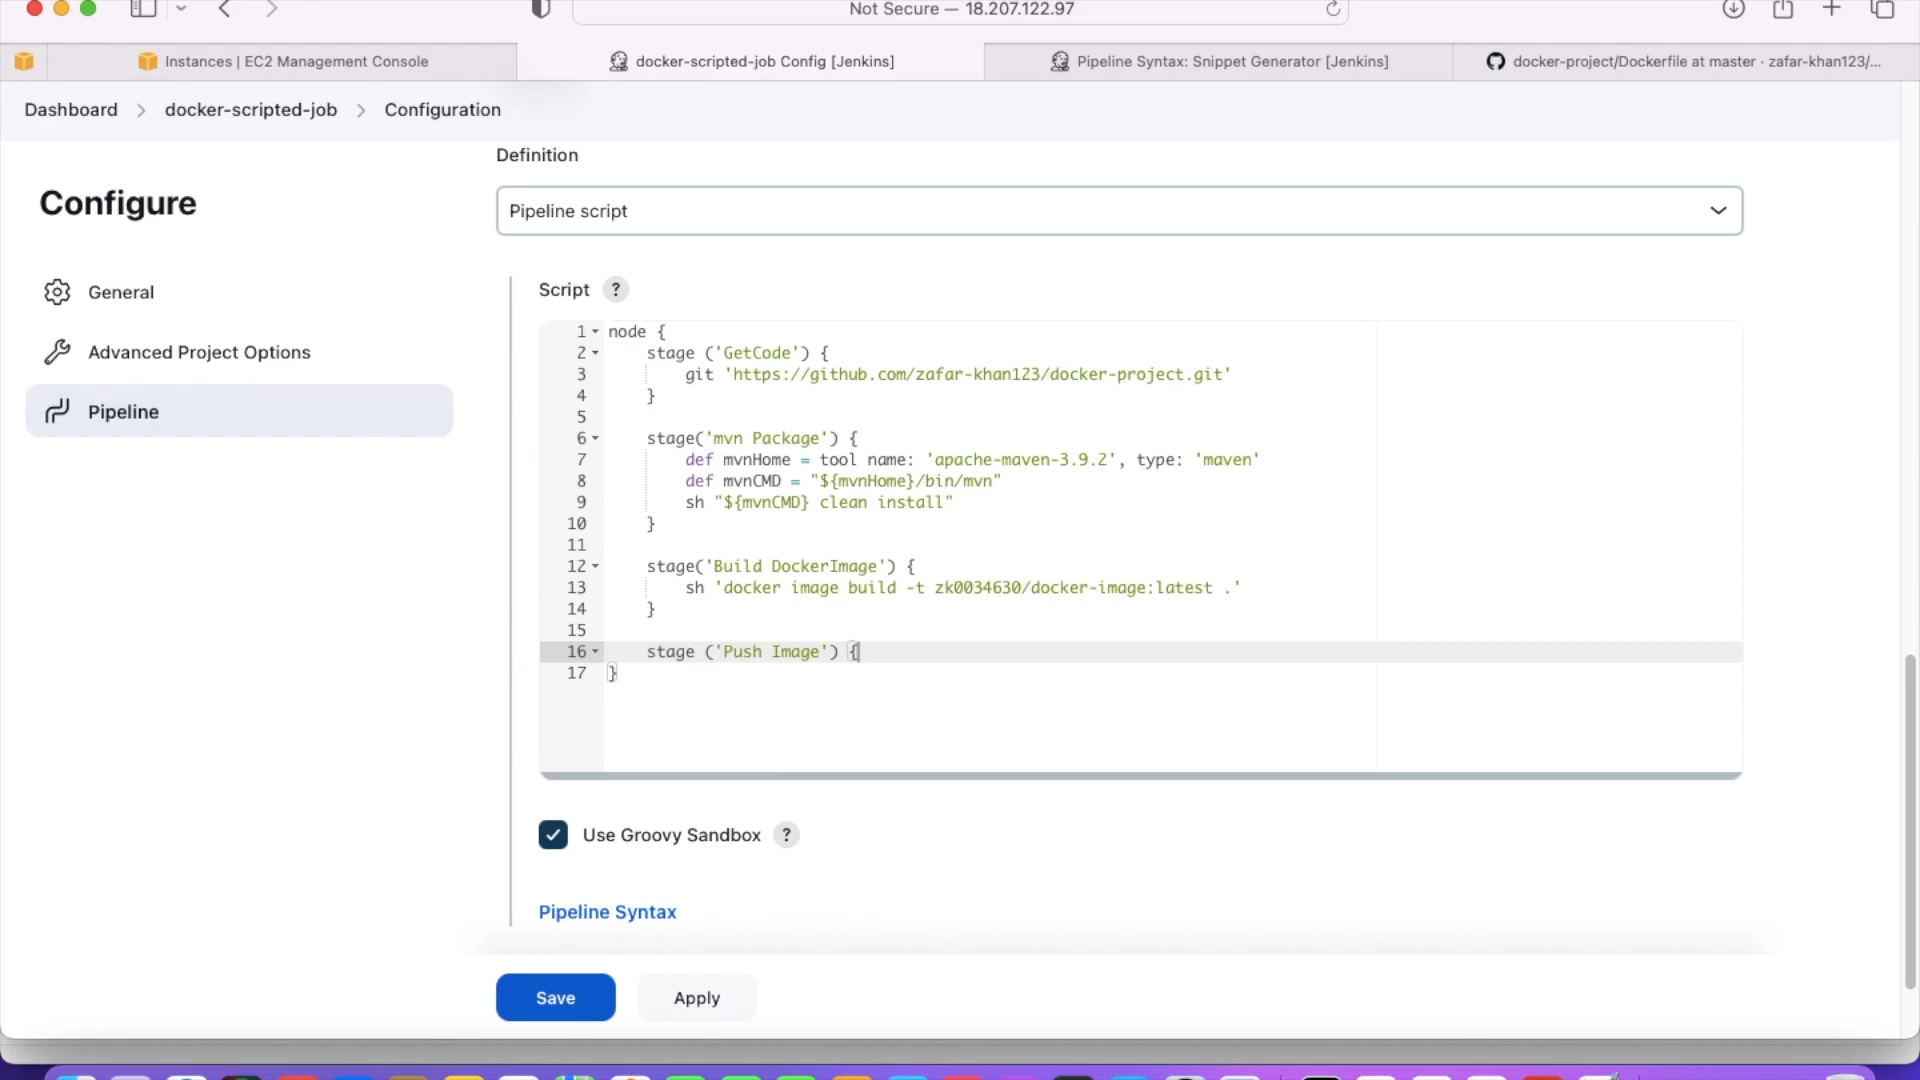 Not Secure — 18.207.122.97
Instances | EC2 Management Console
docker-scripted-job Config [Jenkins]
Pipeline Syntax: Snippet Generator [Jenkins]
docker-project/Dockerfile at master · zafar-khan123/...
Dashboard > docker-scripted-job > Configuration
Configure
General
Advanced Project Options
Pipeline
Definition
Pipeline script
Script ?
1 node {
2 stage ('GetCode') {
3 git 'https://github.com/zafar-khan123/docker-project.git'
4 }
5
6 stage('mvn Package') {
7 def mvnHome = tool name: 'apache-maven-3.9.2', type: 'maven'
8 def mvnCMD = "${mvnHome}/bin/mvn"
9 sh "${mvnCMD} clean install"
10 }
11
12 stage('Build DockerImage') {
13 sh 'docker image build -t zk0034630/docker-image:latest .'
14 }
15
16 stage ('Push Image') {
17 }
Use Groovy Sandbox ?
Pipeline Syntax
Save
Apply